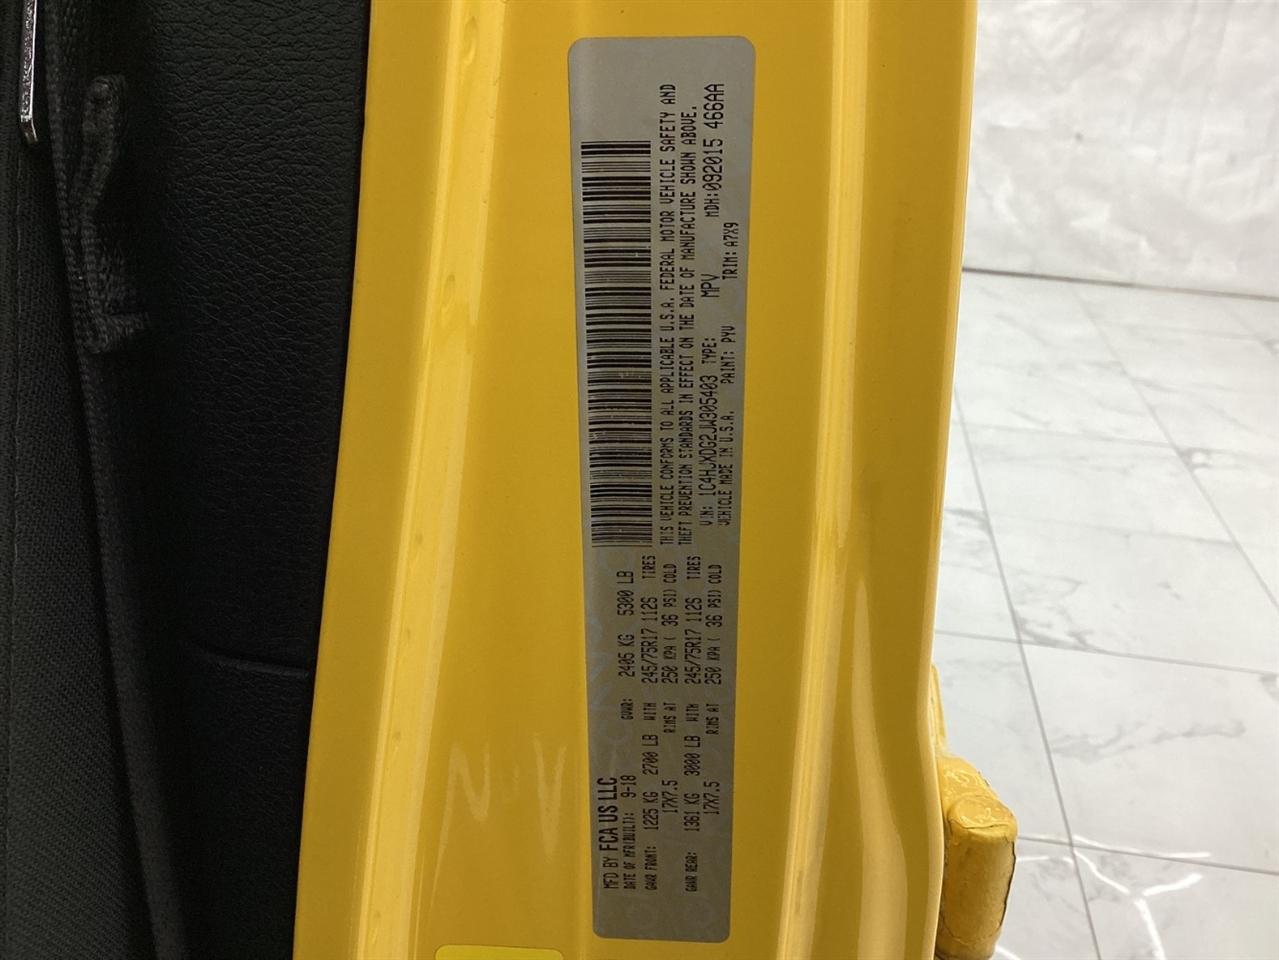 MFD BY FCA US LLC
DATE OF MFR(BUILT): 9-18 GVWR: 2405 KG 5300 LB
GAWR FRONT: 1225 KG 2700 LB WITH 245/75R17 112S TIRES
17X7.5 RIMS AT 250 KPA ( 36 PSI) COLD
GAWR REAR: 1361 KG 3000 LB WITH 245/75R17 112S TIRES
17X7.5 RIMS AT 250 KPA ( 36 PSI) COLD
THIS VEHICLE CONFORMS TO ALL APPLICABLE U.S.A. FEDERAL MOTOR VEHICLE SAFETY AND
THEFT PREVENTION STANDARDS IN EFFECT ON THE DATE OF MANUFACTURE SHOWN ABOVE.
VIN: 1C4HJXDG2JW305403 TYPE: MPV MDH:092015 466AA
VEHICLE MADE IN U.S.A. PAINT: PYV TRIM: A7X9